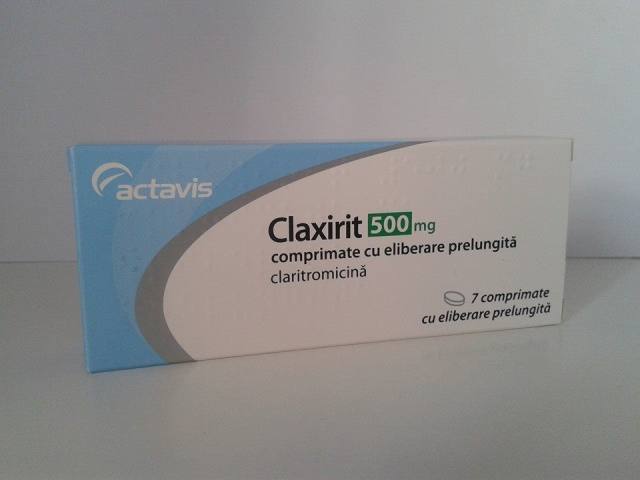 actavis
Claxirit 500 mg
comprimate cu eliberare prelungită
claritromicină
7 comprimate
cu eliberare prelungită